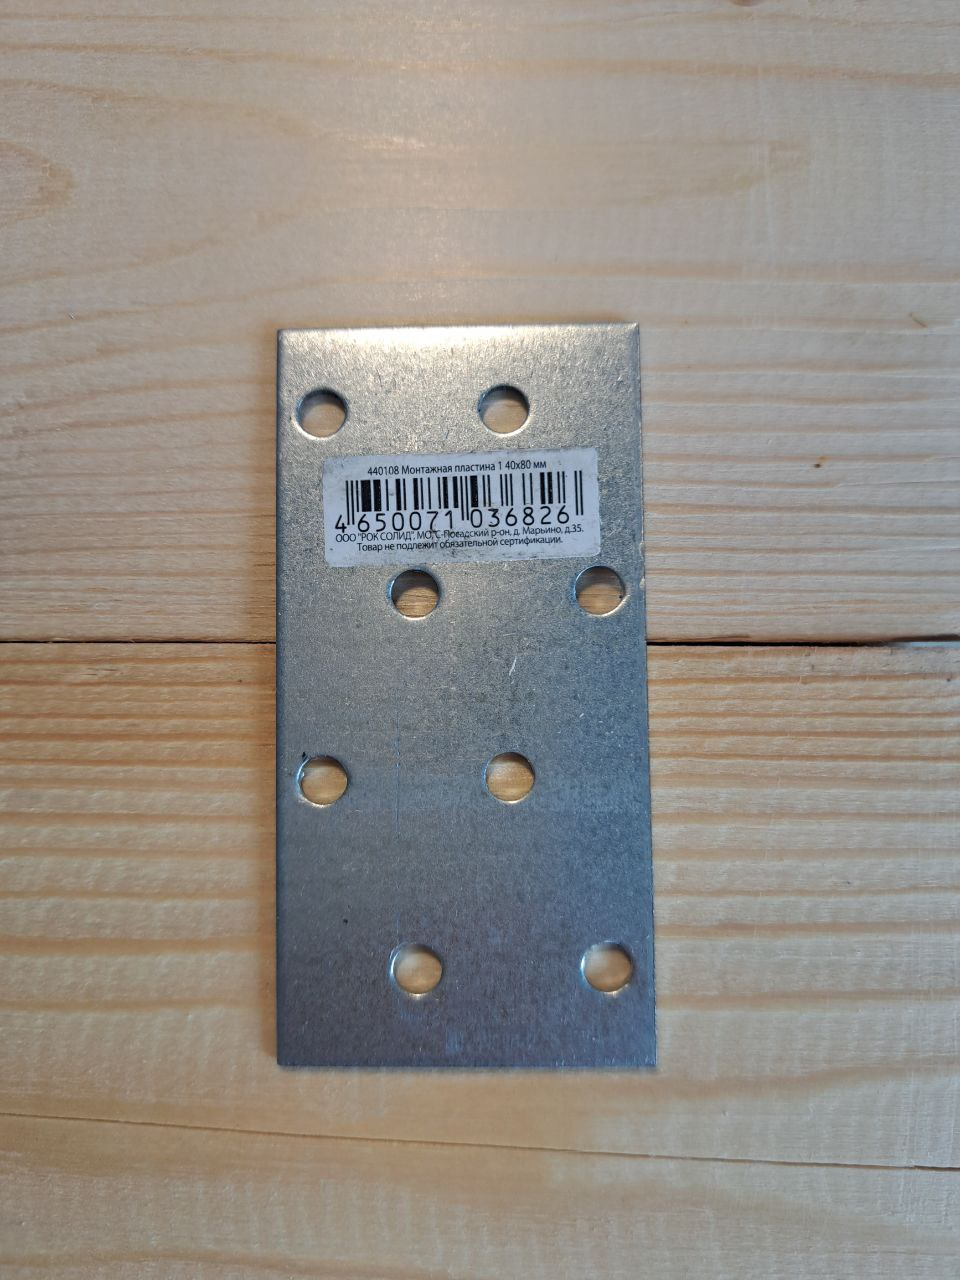 440108 Монтажная пластина 1 40х80 мм
4 650071 036826
ООО "РОК СОЛИД", МО, С-Посадский р-он, д. Марьино, д.35.
Товар не подлежит обязательной сертификации.